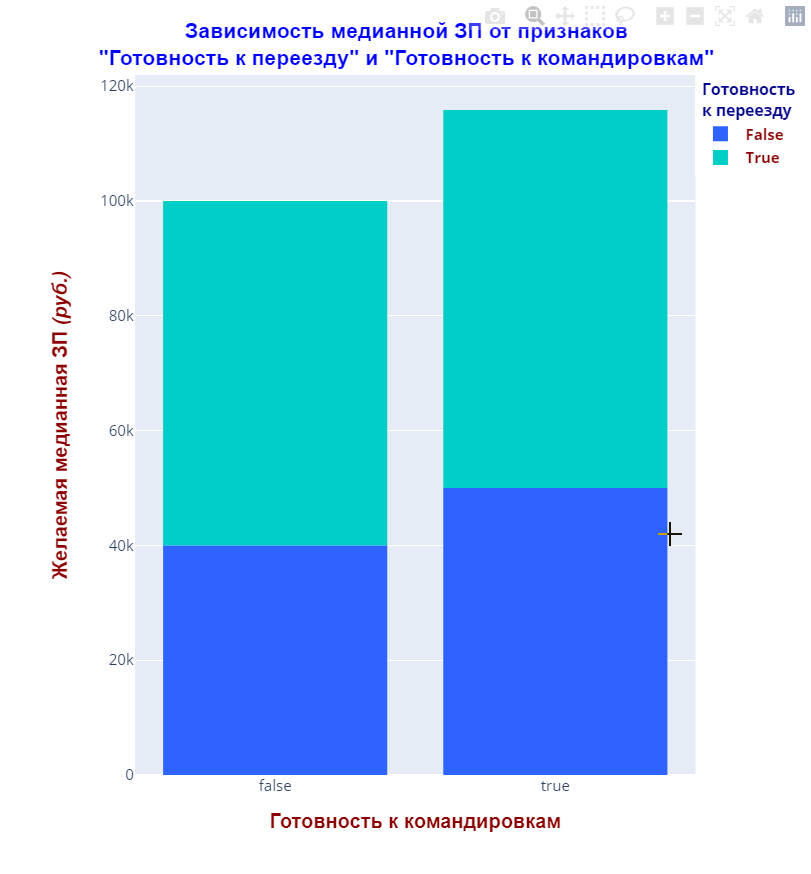 Зависимость медианной ЗП от признаков
"Готовность к переезду" и "Готовность к командировкам"
Готовность
к переезду
False
True
120k
100k
80k
60k
40k
20k
0
Желаемая медианная ЗП (руб.)
false
true
Готовность к командировкам